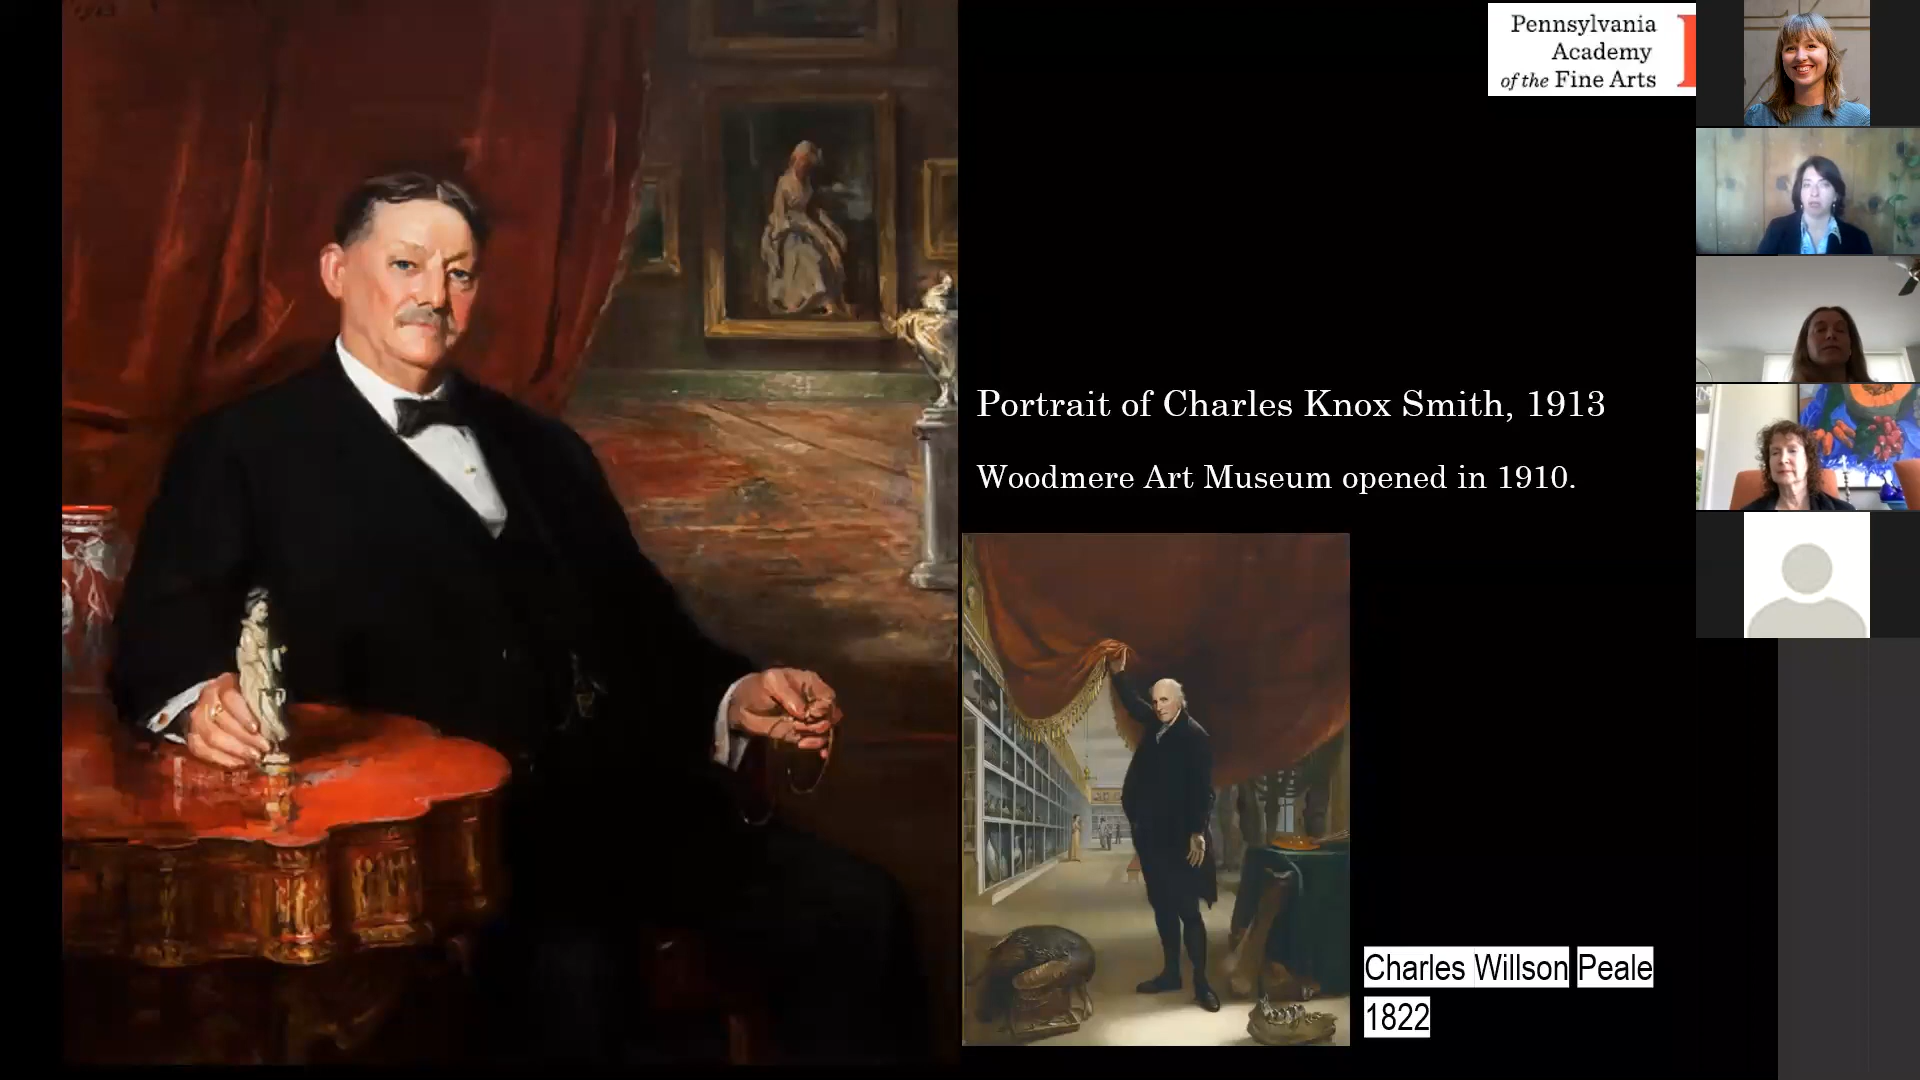 Pennsylvania
Academy
of the Fine Arts
Portrait of Charles Knox Smith, 1913
Woodmere Art Museum opened in 1910.
Charles Willson Peale
1822